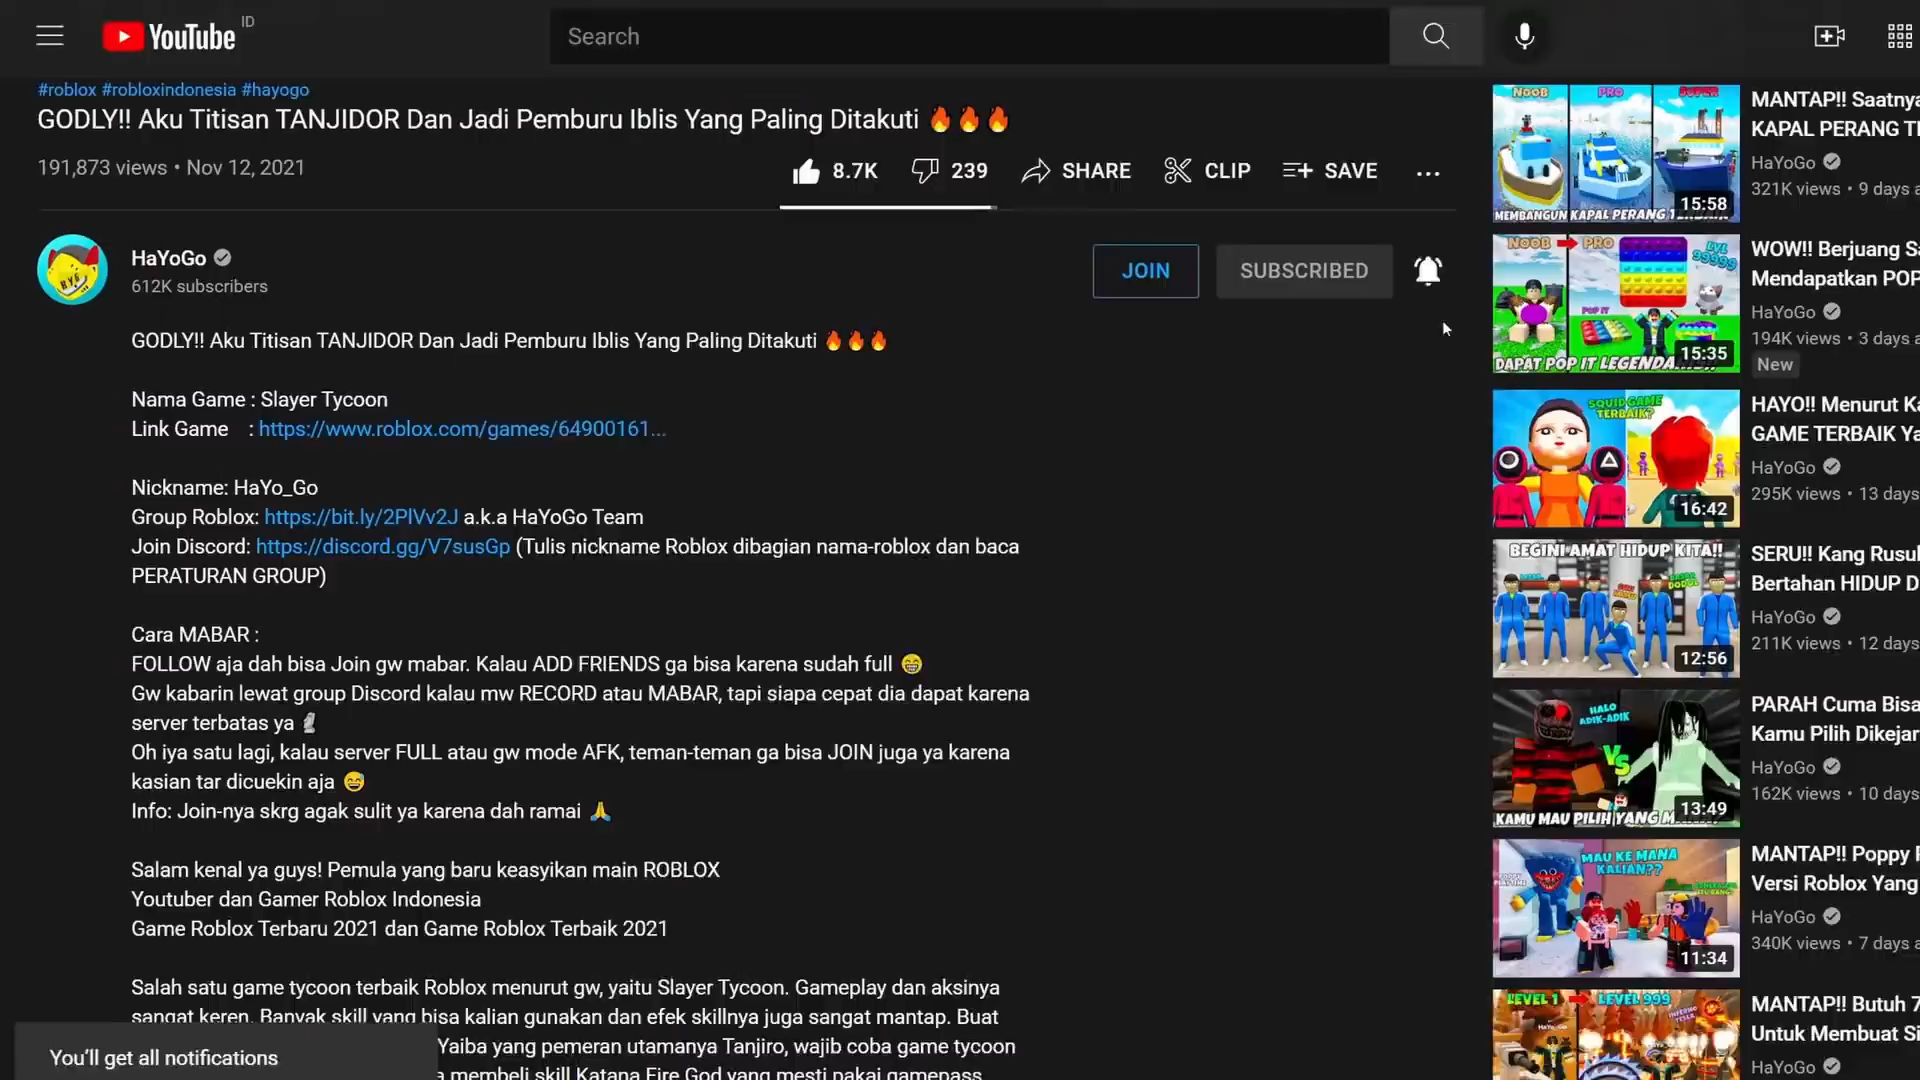 YouTube ID
Search
#roblox #robloxindonesia #hayogo
GODLY!! Aku Titisan TANJIDOR Dan Jadi Pemburu Iblis Yang Paling Ditakuti 🔥🔥🔥
191,873 views • Nov 12, 2021
8.7K 239 SHARE CLIP SAVE ...
HaYoGo
612K subscribers
JOIN SUBSCRIBED
GODLY!! Aku Titisan TANJIDOR Dan Jadi Pemburu Iblis Yang Paling Ditakuti 🔥🔥🔥
Nama Game : Slayer Tycoon
Link Game : https://www.roblox.com/games/64900161...
Nickname: HaYo_Go
Group Roblox: https://bit.ly/2PlVv2J a.k.a HaYoGo Team
Join Discord: https://discord.gg/V7susGp (Tulis nickname Roblox dibagian nama-roblox dan baca
PERATURAN GROUP)
Cara MABAR :
FOLLOW aja dah bisa Join gw mabar. Kalau ADD FRIENDS ga bisa karena sudah full 😁
Gw kabarin lewat group Discord kalau mw RECORD atau MABAR, tapi siapa cepat dia dapat karena
server terbatas ya 🗿
Oh iya satu lagi, kalau server FULL atau gw mode AFK, teman-teman ga bisa JOIN juga ya karena
kasian tar dicuekin aja 😅
Info: Join-nya skrg agak sulit ya karena dah ramai 🙏
Salam kenal ya guys! Pemula yang baru keasyikan main ROBLOX
Youtuber dan Gamer Roblox Indonesia
Game Roblox Terbaru 2021 dan Game Roblox Terbaik 2021
Salah satu game tycoon terbaik Roblox menurut gw, yaitu Slayer Tycoon. Gameplay dan aksinya
sangat keren. Banyak skill yang bisa kalian gunakan dan efek skillnya juga sangat mantap. Buat
Yaiba yang pemeran utamanya Tanjiro, wajib coba game tycoon
membeli skill Katana Fire God yang mesti pakai gamepass
You'll get all notifications
NOOB PRO SUPER
MEMBANGUN KAPAL PERANG
15:58
MANTAP!! Saatnya
KAPAL PERANG
HaYoGo
321K views • 9 days
NOOB PRO
LVL 99999
POP IT
DAPAT POP IT LEGENDA
15:35
WOW!! Berjuang
Mendapatkan POP
HaYoGo
194K views • 3 days
New
SQUID GAME
TERBAIK?
16:42
HAYO!! Menurut
GAME TERBAIK
HaYoGo
295K views • 13 days
BEGINI AMAT HIDUP KITA!!
12:56
SERU!! Kang
Bertahan HIDUP
HaYoGo
211K views • 12 days
HALO
ADIK-ADIK
VS
KAMU MAU PILIH YANG
13:49
PARAH Cuma Bisa
Kamu Pilih
HaYoGo
162K views • 10 days
MAU KE MANA
KALIAN??
11:34
MANTAP!! Poppy
Versi Roblox Yang
HaYoGo
340K views • 7 days
LEVEL 1 LEVEL 999
MANTAP!! Butuh 7
Untuk Membuat
HaYoGo